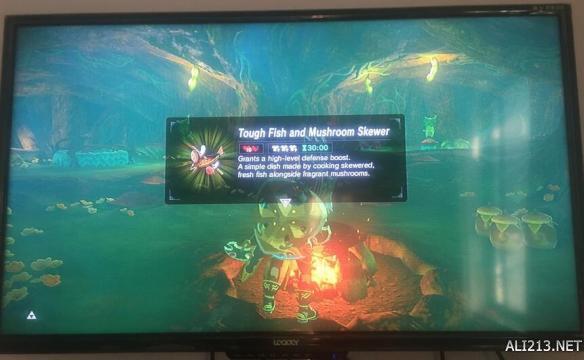 Tough Fish and Mushroom Skewer
30:00
Grants a high-level defense boost.
A simple dish made by cooking skewered,
fresh fish alongside fragrant mushrooms.
Leader
ALI213.NET